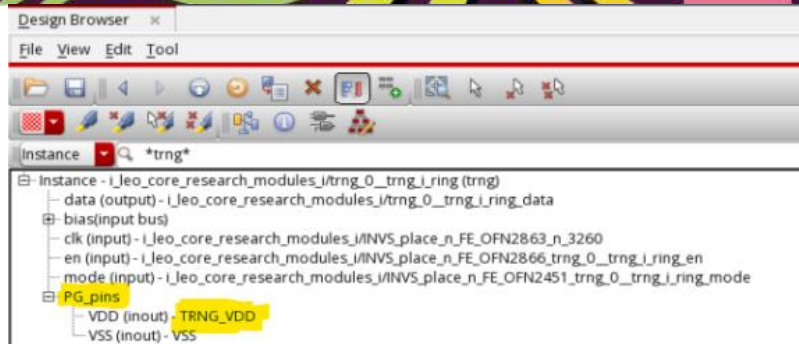 Design Browser ×
File View Edit Tool
Instance *trng*
Instance - i_leo_core_research_modules_i/trng_0__trng_i_ring (trng)
data (output) - i_leo_core_research_modules_i/trng_0__trng_i_ring_data
bias(input bus)
clk (input) - i_leo_core_research_modules_i/INVS_place_n_FE_OFN2863_n_3260
en (input) - i_leo_core_research_modules_i/INVS_place_n_FE_OFN2866_trng_0__trng_i_ring_en
mode (input) - i_leo_core_research_modules_i/INVS_place_n_FE_OFN2451_trng_0__trng_i_ring_mode
PG_pins
VDD (inout) - TRNG_VDD
VSS (inout) - VSS